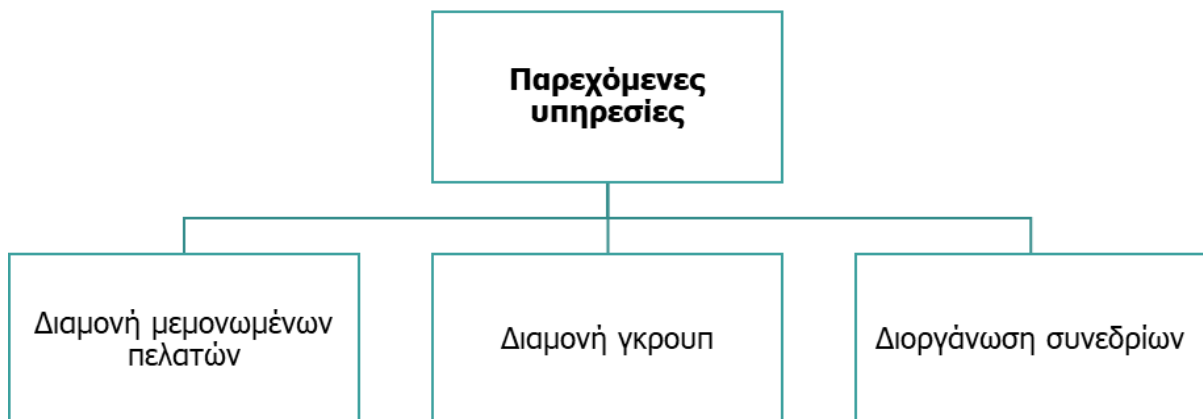 Παρεχόμενες
υπηρεσίες
Διαμονή μεμονωμένων
πελατών
Διαμονή γκρουπ
Διοργάνωση συνεδρίων